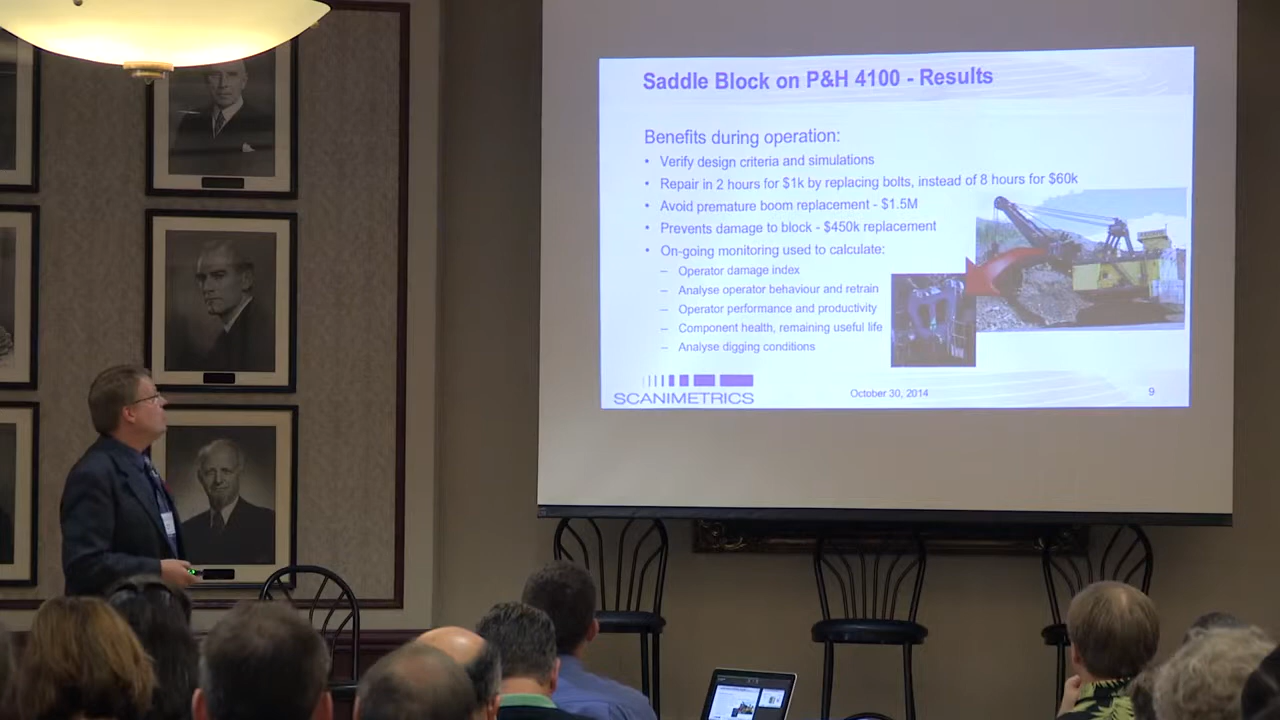 Saddle Block on P&H 4100 - Results
Benefits during operation:
• Verify design criteria and simulations
• Repair in 2 hours for $1k by replacing bolts, instead of 8 hours for $60k
• Avoid premature boom replacement - $1.5M
• Prevents damage to block - $450k replacement
• On-going monitoring used to calculate:
– Operator damage index
– Analyse operator behaviour and retrain
– Operator performance and productivity
– Component health, remaining useful life
– Analyse digging conditions
SCANIMETRICS
October 30, 2014
9